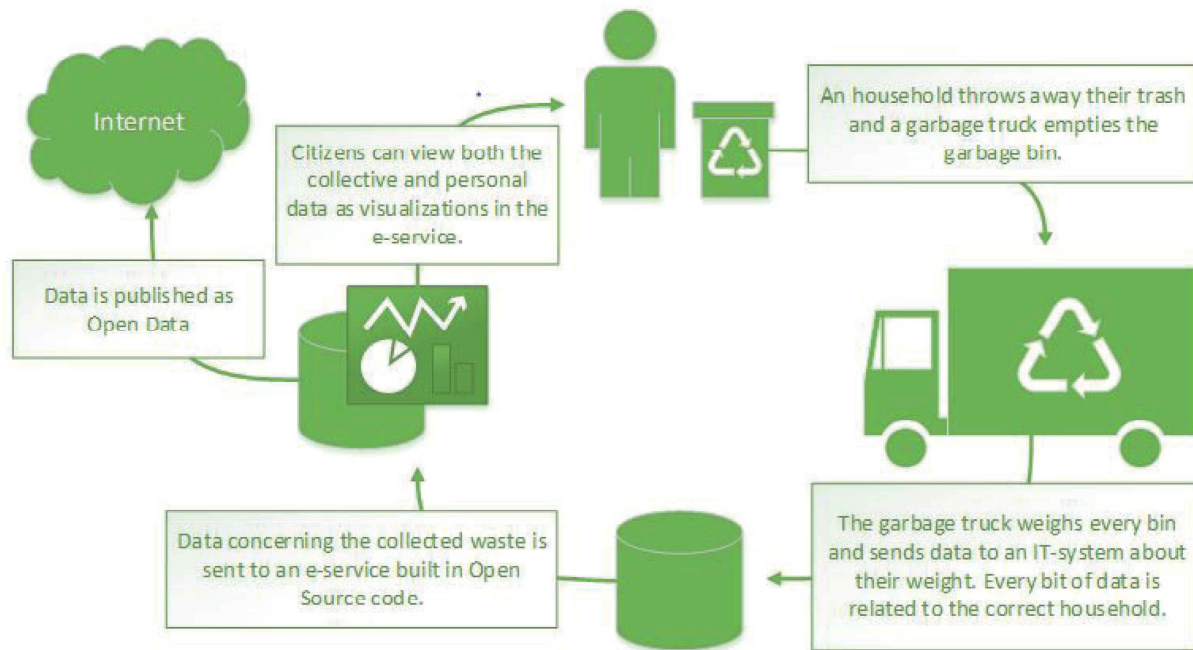 Internet
Citizens can view both the
collective and personal
data as visualizations in the
e-service.
An household throws away their trash
and a garbage truck empties the
garbage bin.
Data is published as
Open Data
Data concerning the collected waste is
sent to an e-service built in Open
Source code.
The garbage truck weighs every bin
and sends data to an IT-system about
their weight. Every bit of data is
related to the correct household.